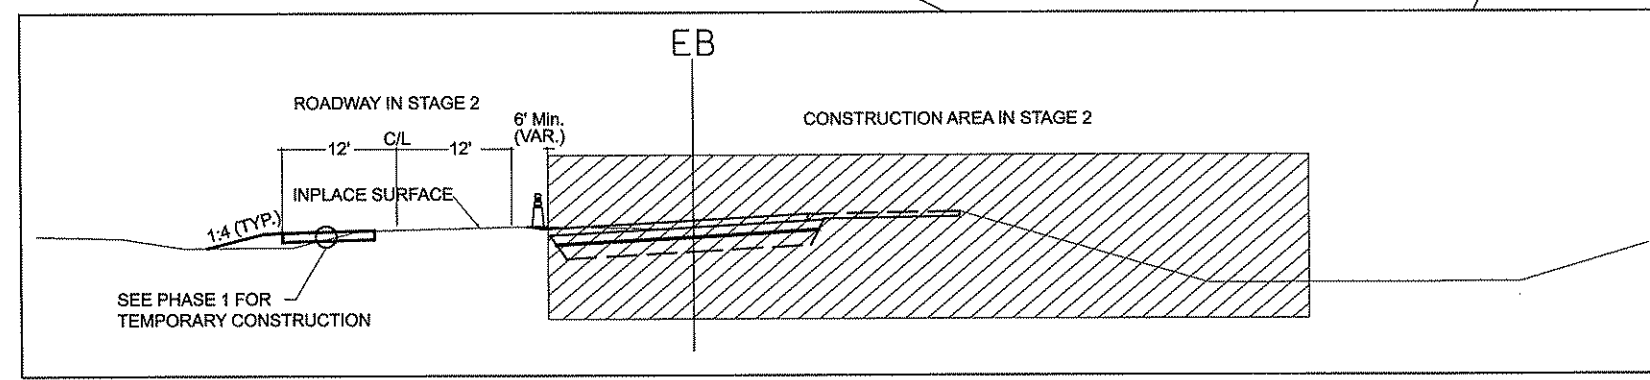 EB
ROADWAY IN STAGE 2
6' Min.
(VAR.)
CONSTRUCTION AREA IN STAGE 2
12'
C/L
12'
INPLACE SURFACE
1:4 (TYP.)
SEE PHASE 1 FOR
TEMPORARY CONSTRUCTION